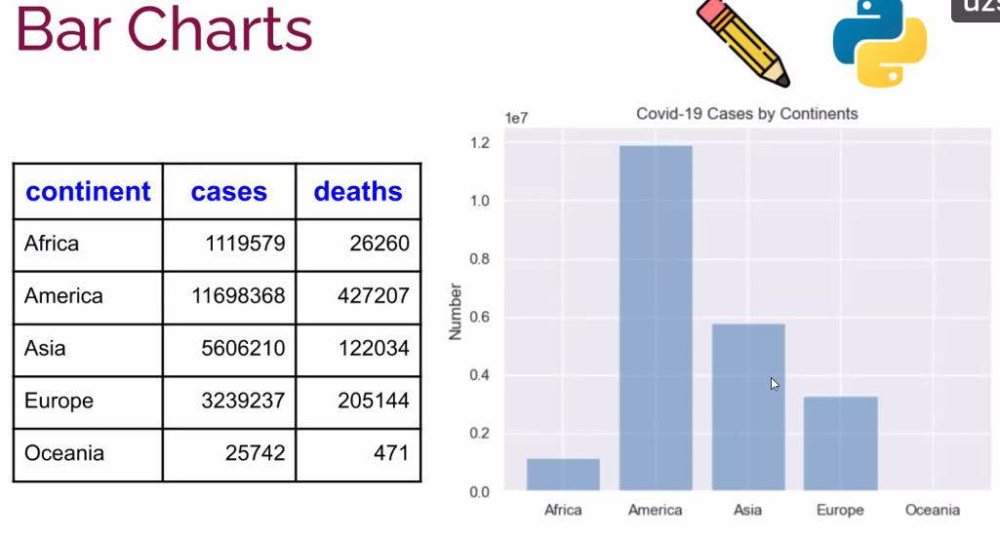 Bar Charts
continent cases deaths
Africa 1119579 26260
America 11698368 427207
Asia 5606210 122034
Europe 3239237 205144
Oceania 25742 471
Covid-19 Cases by Continents
1e7
1.2
1.0
0.8
0.6
0.4
0.2
0.0
Number
Africa America Asia Europe Oceania